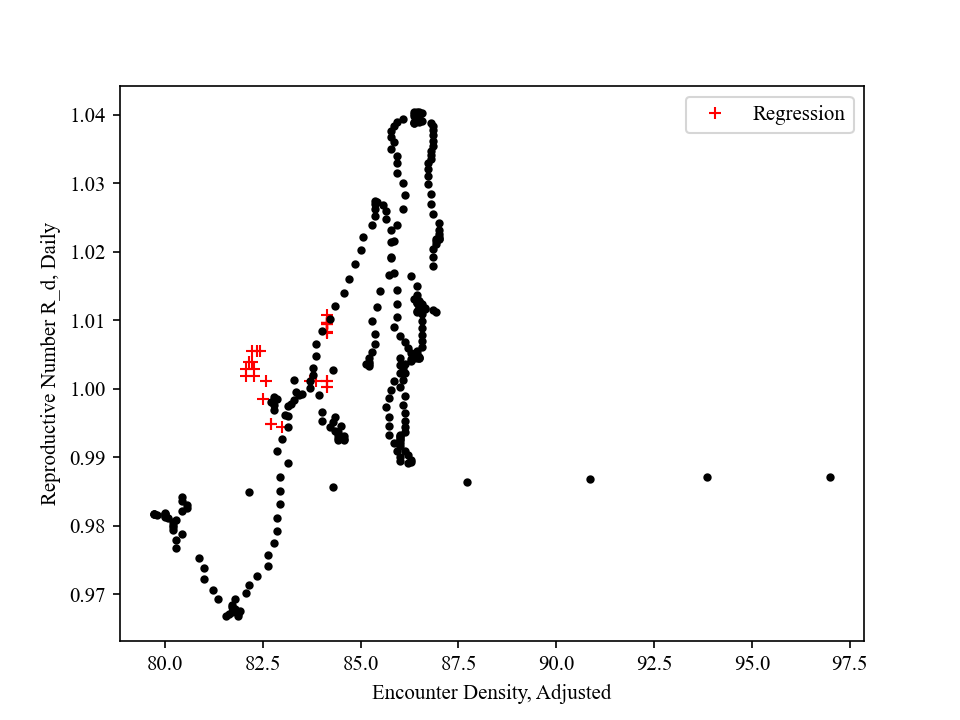 Regression
1.04
1.03
1.02
1.01
1.00
0.99
0.98
0.97
Reproductive Number R_d, Daily
80.0 82.5 85.0 87.5 90.0 92.5 95.0 97.5
Encounter Density, Adjusted